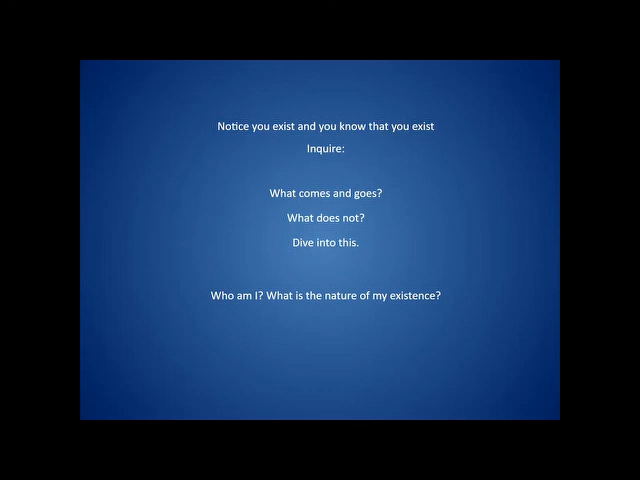 Notice you exist and you know that you exist
Inquire:
What comes and goes?
What does not?
Dive into this.
Who am I? What is the nature of my existence?